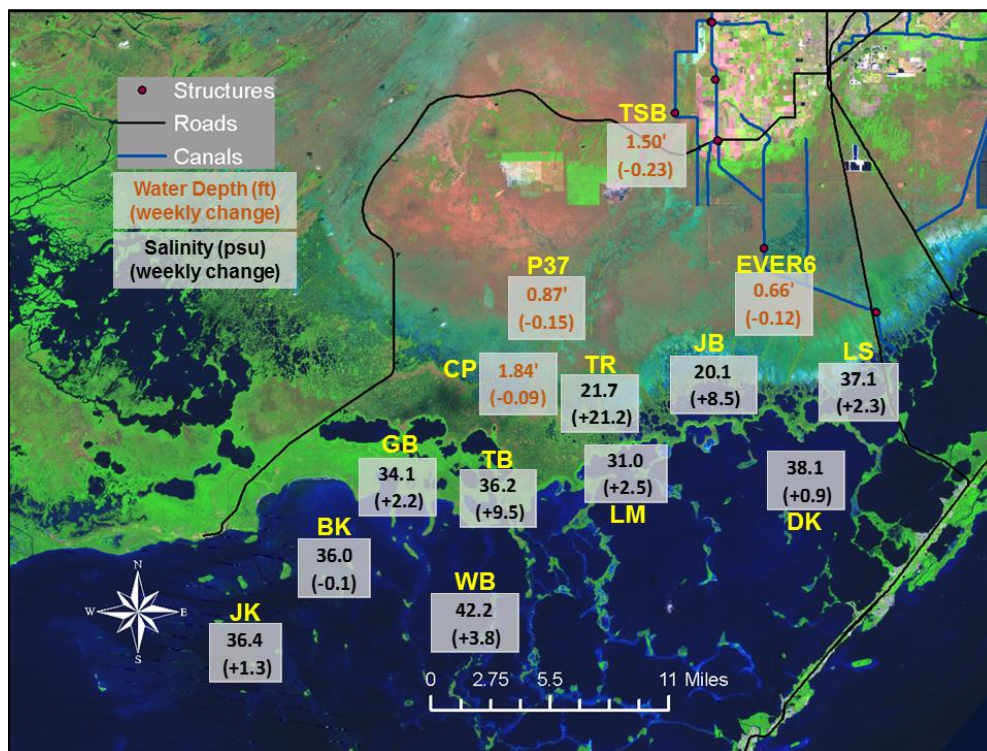 Structures
Roads
Canals
Water Depth (ft)
(weekly change)
Salinity (psu)
(weekly change)
TSB
1.50'
(-0.23)
P37
0.87'
(-0.15)
EVER6
0.66'
(-0.12)
CP
1.84'
(-0.09)
TR
21.7
(+21.2)
JB
20.1
(+8.5)
LS
37.1
(+2.3)
GB
34.1
(+2.2)
TB
36.2
(+9.5)
31.0
(+2.5)
LM
38.1
(+0.9)
DK
BK
36.0
(-0.1)
WB
42.2
(+3.8)
JK
36.4
(+1.3)
N
W E
S
0 2.75 5.5 11 Miles